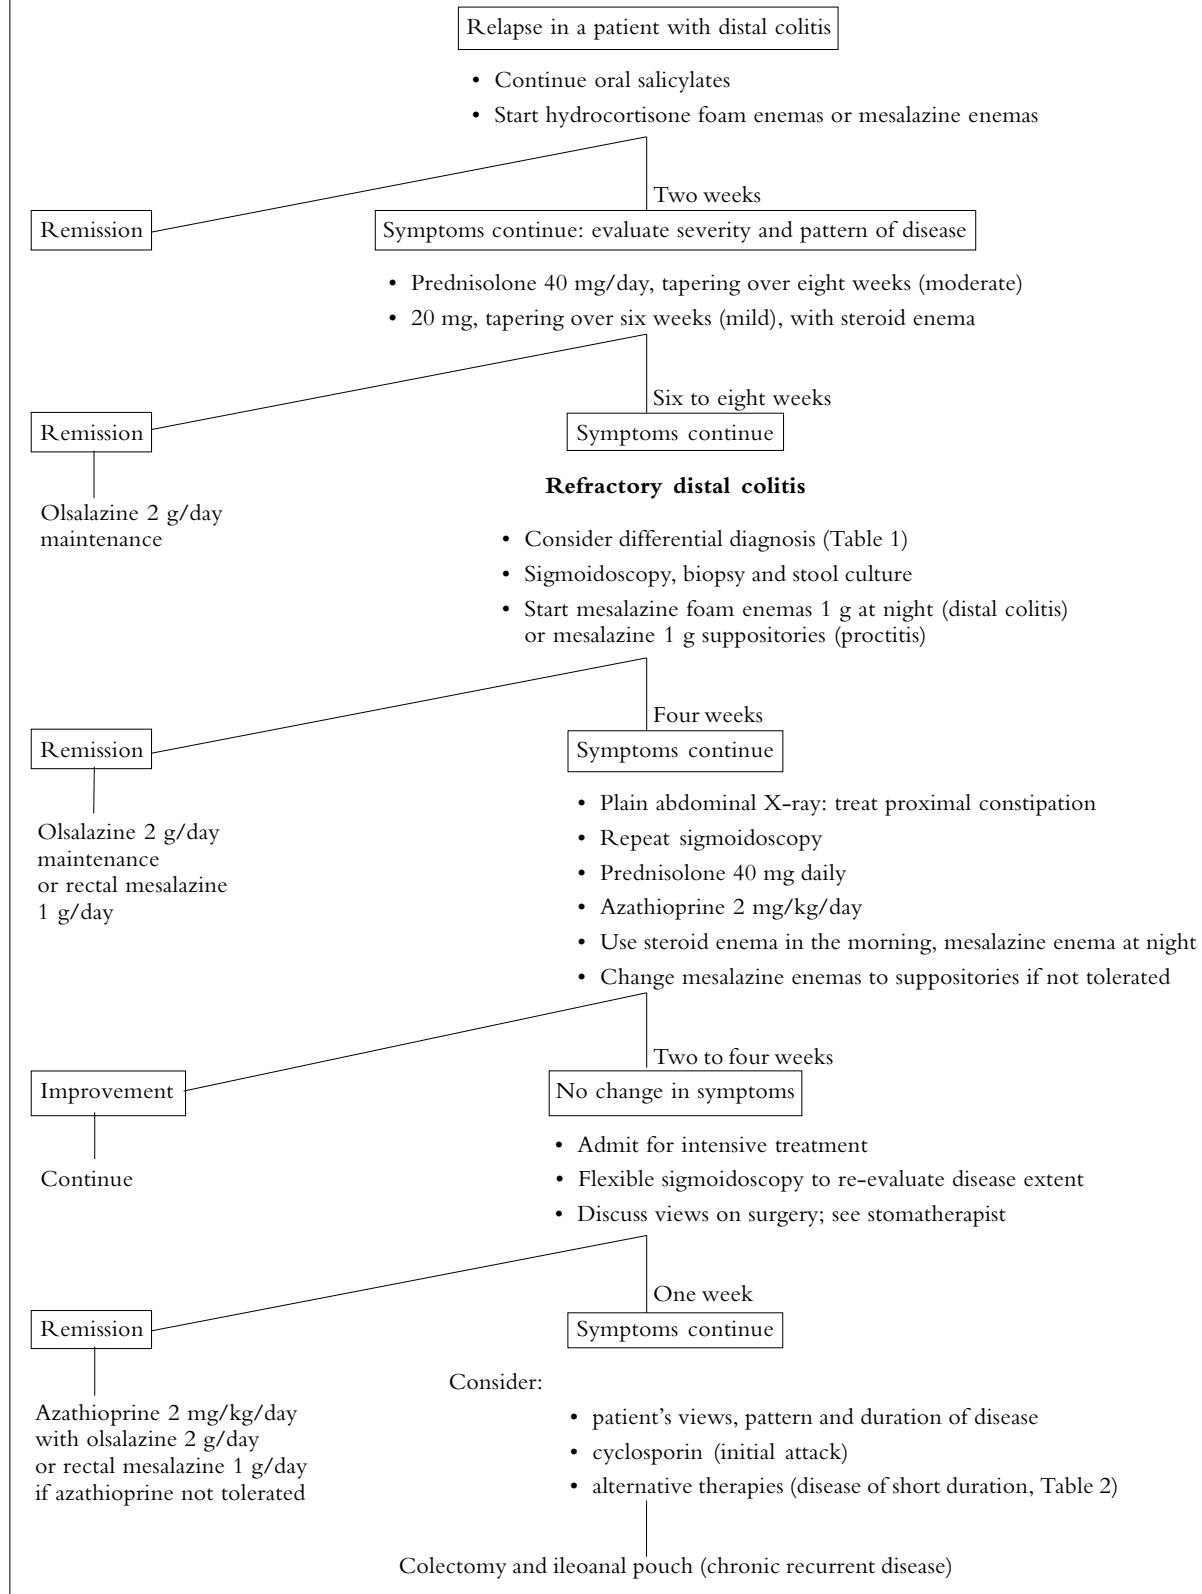 Relapse in a patient with distal colitis
• Continue oral salicylates
• Start hydrocortisone foam enemas or mesalazine enemas
Two weeks
Remission
Symptoms continue: evaluate severity and pattern of disease
• Prednisolone 40 mg/day, tapering over eight weeks (moderate)
• 20 mg, tapering over six weeks (mild), with steroid enema
Six to eight weeks
Remission
Symptoms continue
Olsalazine 2 g/day
maintenance
Refractory distal colitis
• Consider differential diagnosis (Table 1)
• Sigmoidoscopy, biopsy and stool culture
• Start mesalazine foam enemas 1 g at night (distal colitis)
or mesalazine 1 g suppositories (proctitis)
Four weeks
Remission
Symptoms continue
Olsalazine 2 g/day
maintenance
or rectal mesalazine
1 g/day
• Plain abdominal X-ray: treat proximal constipation
• Repeat sigmoidoscopy
• Prednisolone 40 mg daily
• Azathioprine 2 mg/kg/day
• Use steroid enema in the morning, mesalazine enema at night
• Change mesalazine enemas to suppositories if not tolerated
Two to four weeks
Improvement
No change in symptoms
Continue
• Admit for intensive treatment
• Flexible sigmoidoscopy to re-evaluate disease extent
• Discuss views on surgery; see stomatherapist
One week
Remission
Symptoms continue
Azathioprine 2 mg/kg/day
with olsalazine 2 g/day
or rectal mesalazine 1 g/day
if azathioprine not tolerated
Consider:
• patient's views, pattern and duration of disease
• cyclosporin (initial attack)
• alternative therapies (disease of short duration, Table 2)
Colectomy and ileoanal pouch (chronic recurrent disease)